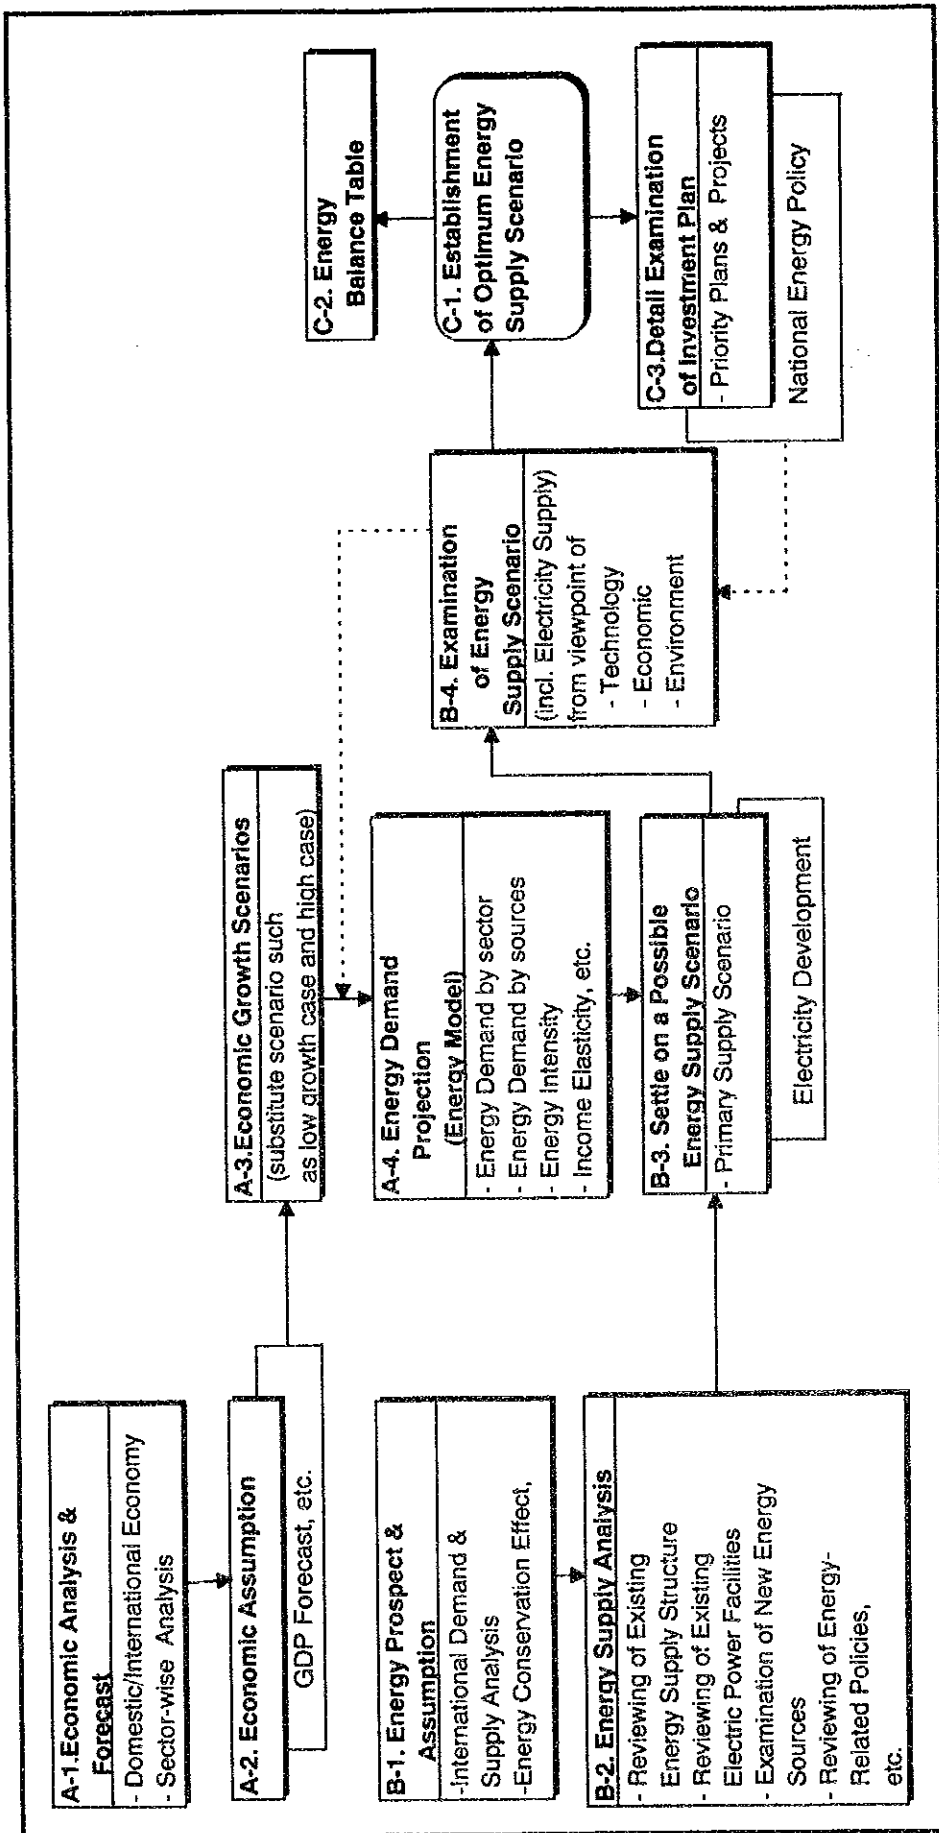 A-1.Economic Analysis &
Forecast
- Domestic/International Economy
- Sector-wise Analysis
A-2. Economic Assumption
GDP Forecast, etc.
B-1. Energy Prospect &
Assumption
-International Demand &
Supply Analysis
-Energy Conservation Effect,
B-2. Energy Supply Analysis
- Reviewing of Existing
Energy Supply Structure
- Reviewing of Existing
Electric Power Facilities
- Examination of New Energy
Sources
- Reviewing of Energy-
Related Policies,
etc.
A-3.Economic Growth Scenarios
(substitute scenario such
as low growth case and high case)
A-4. Energy Demand
Projection
(Energy Model)
- Energy Demand by sector
- Energy Demand by sources
- Energy Intensity
- Income Elasticity, etc.
B-3. Settle on a Possible
Energy Supply Scenario
- Primary Supply Scenario
Electricity Development
B-4. Examination
of Energy
Supply Scenario
(incl. Electricity Supply)
from viewpoint of
- Technology
- Economic
- Environment
C-2. Energy
Balance Table
C-1. Establishment
of Optimum Energy
Supply Scenario
C-3.Detail Examination
of Investment Plan
- Priority Plans & Projects
National Energy Policy